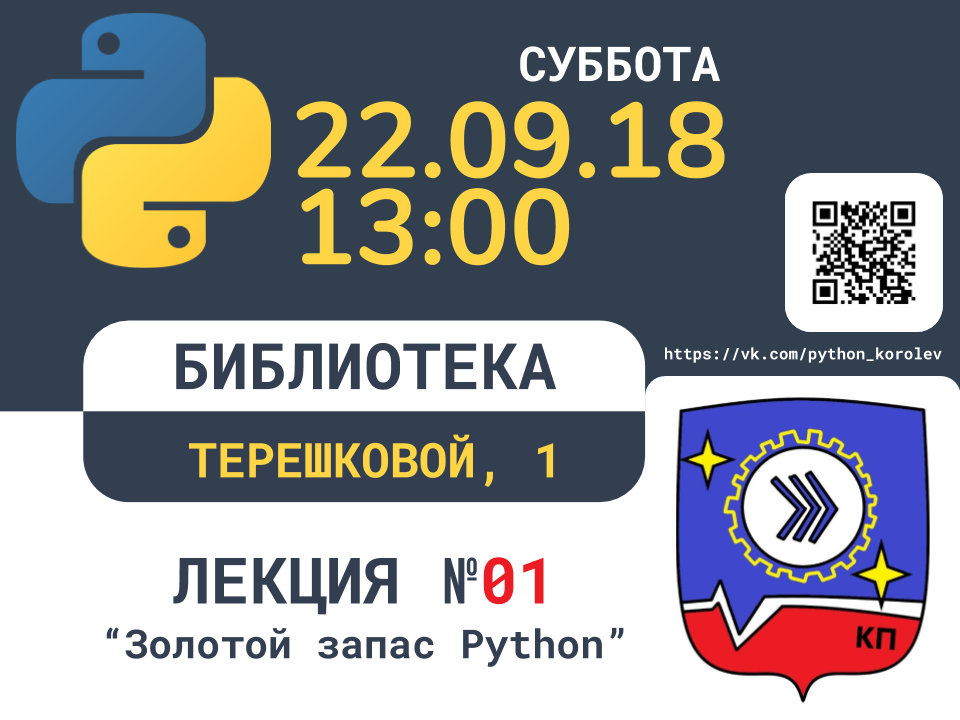 СУББОТА
22.09.18
13:00
https://vk.com/python_korolev
БИБЛИОТЕКА
ТЕРЕШКОВОЙ, 1
ЛЕКЦИЯ №01
“Золотой запас Python”
КП